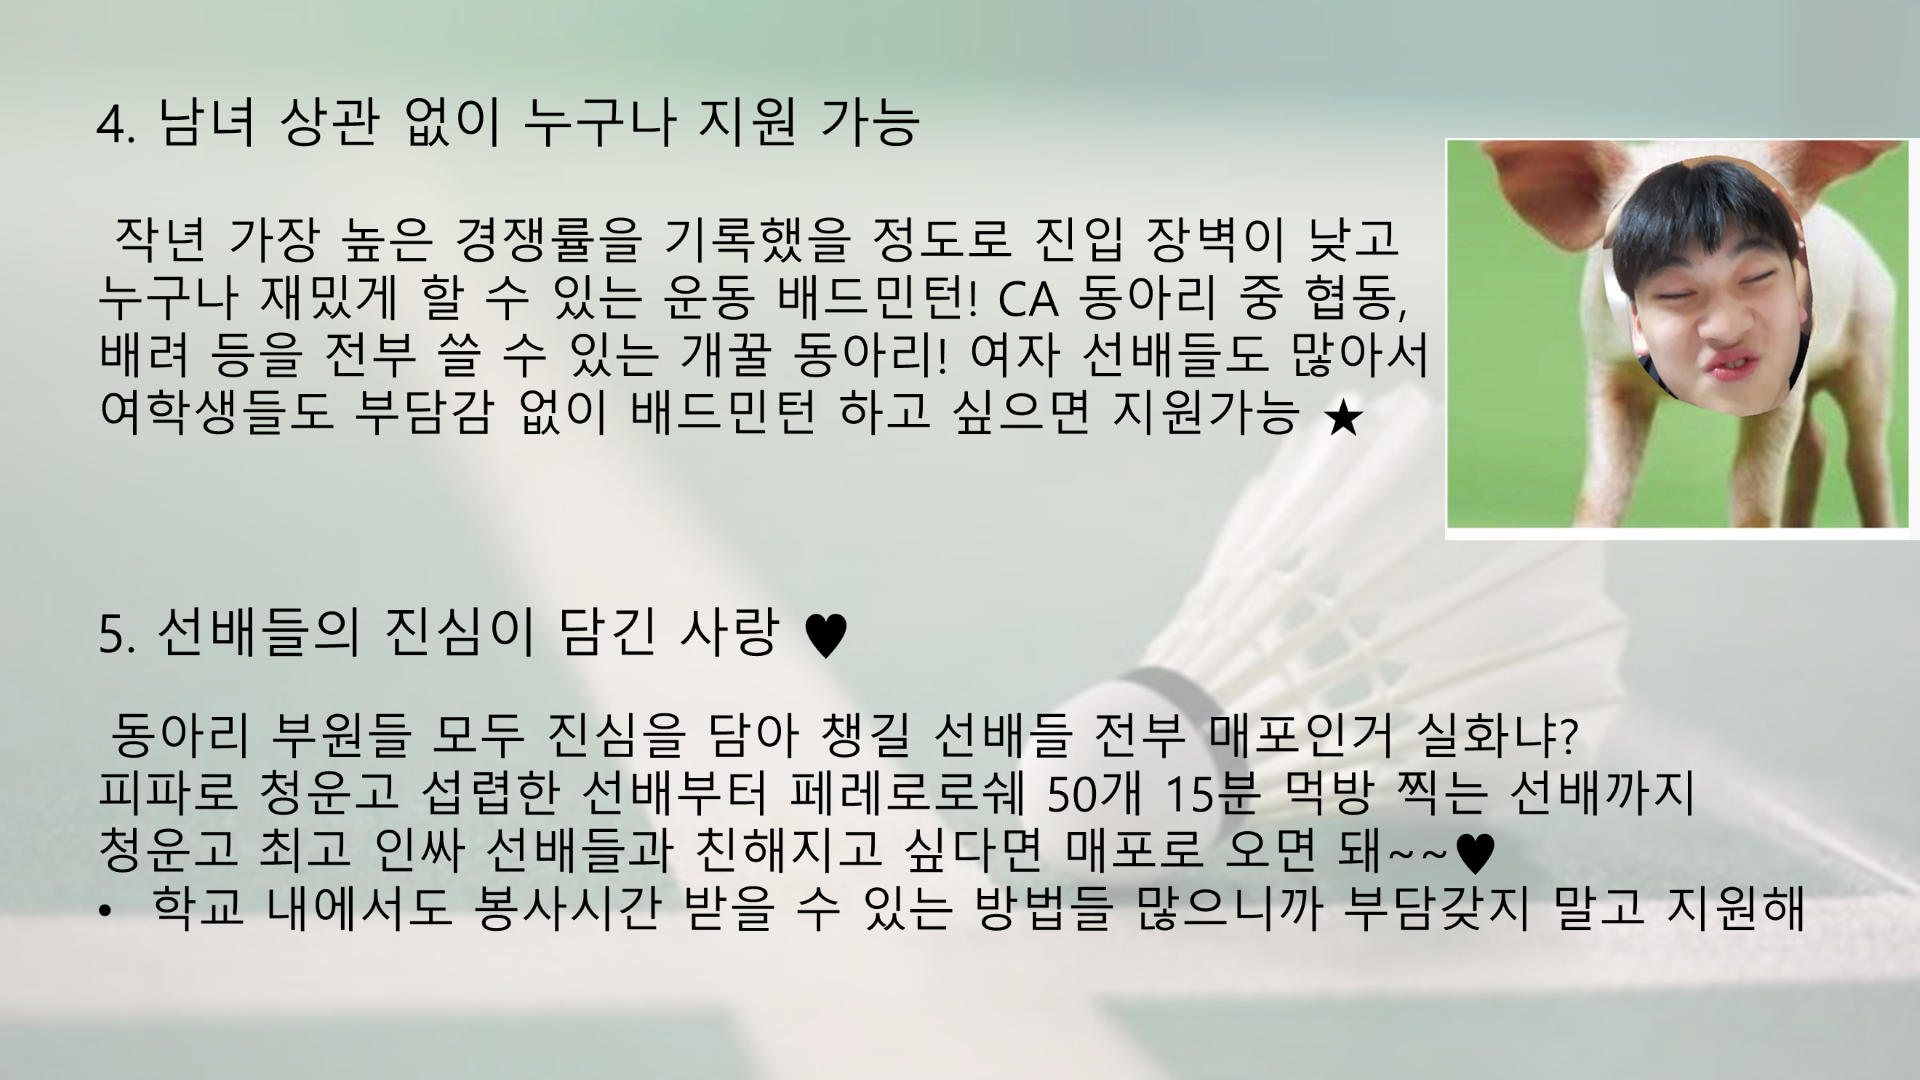 4. 남녀 상관 없이 누구나 지원 가능
작년 가장 높은 경쟁률을 기록했을 정도로 진입 장벽이 낮고
누구나 재밌게 할 수 있는 운동 배드민턴! CA 동아리 중 협동,
배려 등을 전부 쓸 수 있는 개꿀 동아리! 여자 선배들도 많아서
여학생들도 부담감 없이 배드민턴 하고 싶으면 지원가능 ★
5. 선배들의 진심이 담긴 사랑 ♥
동아리 부원들 모두 진심을 담아 챙길 선배들 전부 매포인거 실화냐?
피파로 청운고 섭렵한 선배부터 페레로로쉐 50개 15분 먹방 찍는 선배까지
청운고 최고 인싸 선배들과 친해지고 싶다면 매포로 오면 돼~~♥
• 학교 내에서도 봉사시간 받을 수 있는 방법들 많으니까 부담갖지 말고 지원해